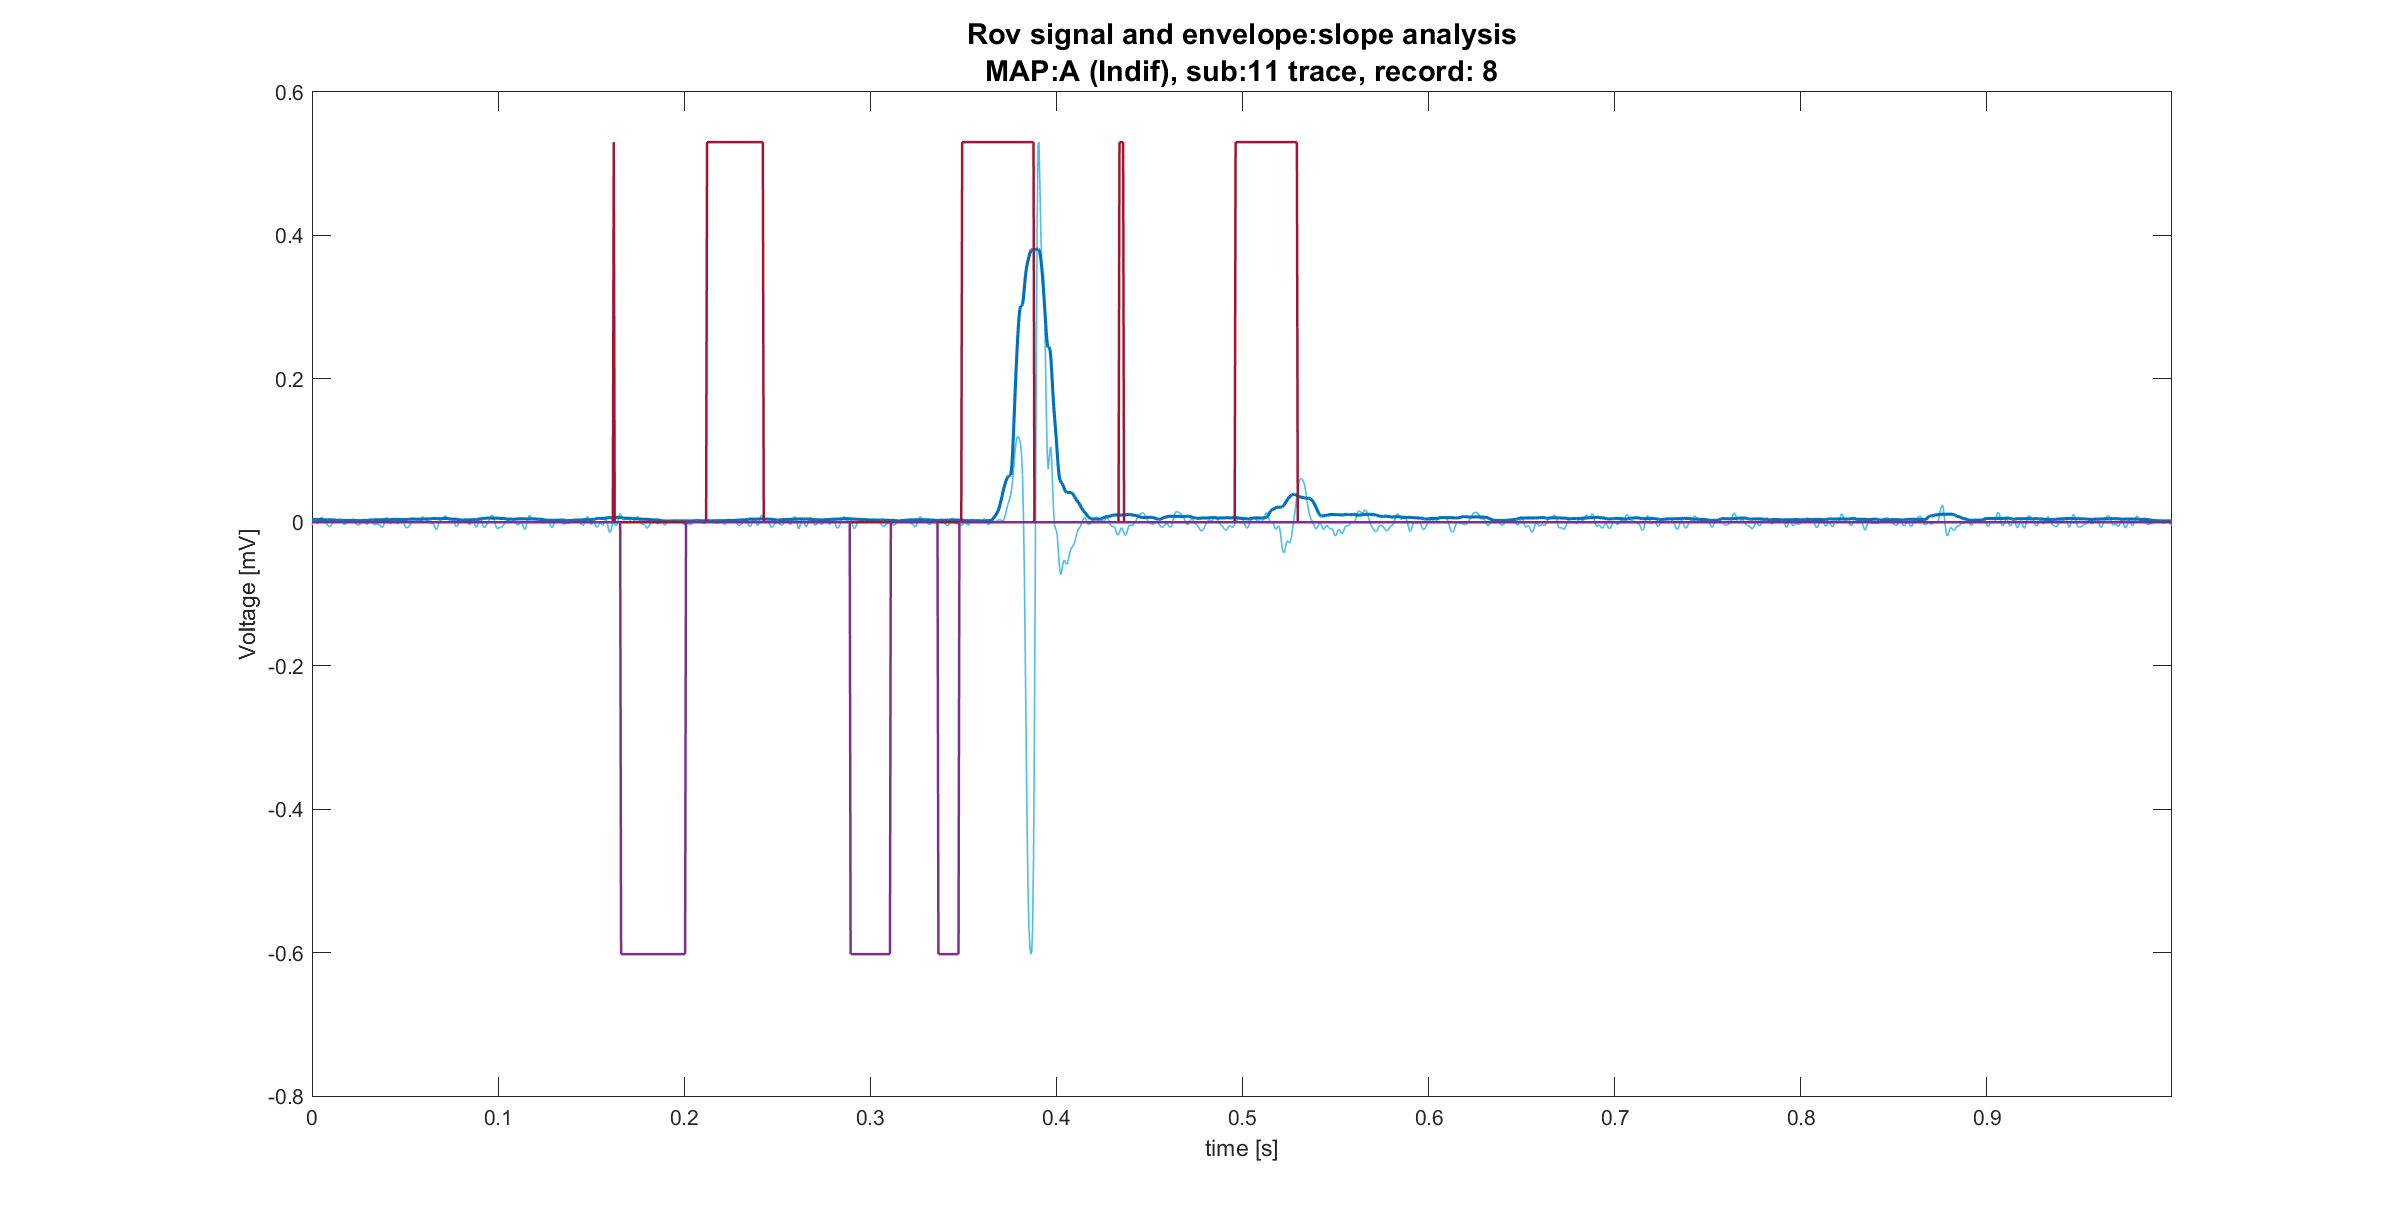 Rov signal and envelope:slope analysis
MAP:A (Indif), sub:11 trace, record: 8
0.6
0.4
0.2
0
-0.2
-0.4
-0.6
-0.8
Voltage [mV]
0 0.1 0.2 0.3 0.4 0.5 0.6 0.7 0.8 0.9
time [s]